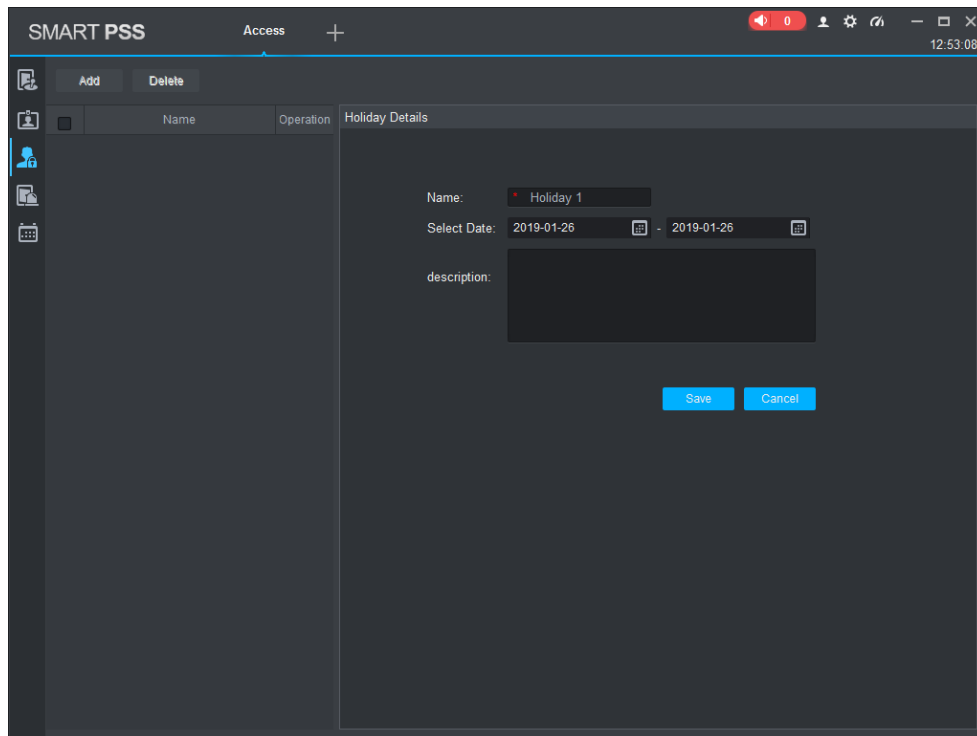 SMART PSS Access + 0
12:53:08
Add Delete
Name Operation Holiday Details
Name: * Holiday 1
Select Date: 2019-01-26 - 2019-01-26
description:
Save Cancel